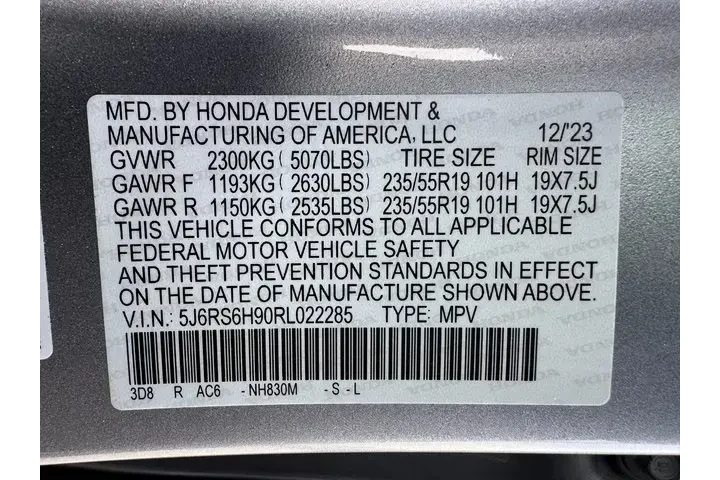 MFD. BY HONDA DEVELOPMENT &
MANUFACTURING OF AMERICA, LLC 12/'23
GVWR 2300KG ( 5070LBS) TIRE SIZE RIM SIZE
GAWR F 1193KG ( 2630LBS) 235/55R19 101H 19X7.5J
GAWR R 1150KG ( 2535LBS) 235/55R19 101H 19X7.5J
THIS VEHICLE CONFORMS TO ALL APPLICABLE
FEDERAL MOTOR VEHICLE SAFETY
AND THEFT PREVENTION STANDARDS IN EFFECT
ON THE DATE OF MANUFACTURE SHOWN ABOVE.
V.I.N.: 5J6RS6H90RL022285 TYPE: MPV
3D8 R AC6 -NH830M -S-L